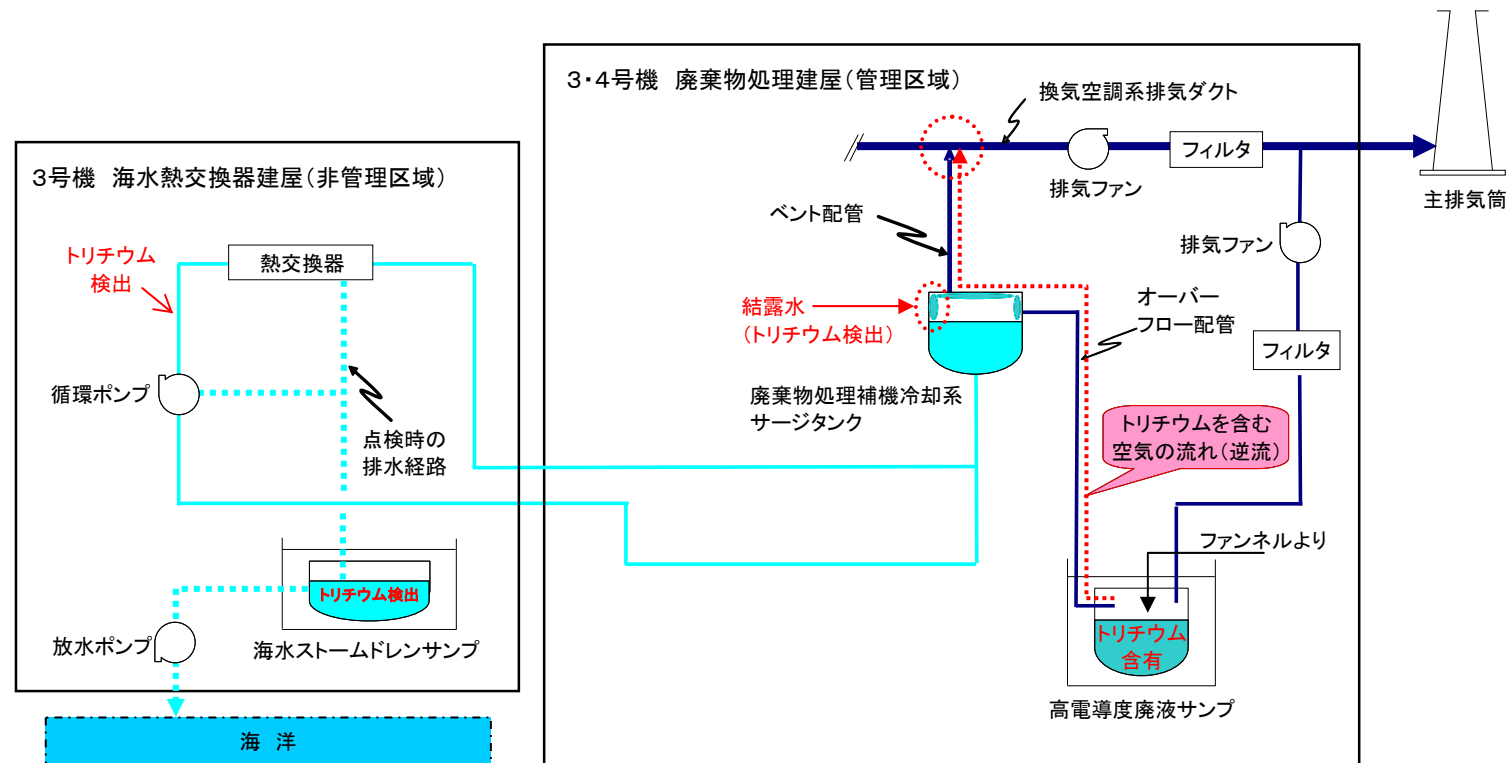 3・4号機 廃棄物処理建屋(管理区域)
換気空調系排気ダクト
フィルタ
排気ファン
主排気筒
ベント配管
排気ファン
3号機 海水熱交換器建屋(非管理区域)
トリチウム
検出
熱交換器
結露水
(トリチウム検出)
オーバー
フロー配管
フィルタ
循環ポンプ
廃棄物処理補機冷却系
サージタンク
点検時の
排水経路
トリチウムを含む
空気の流れ(逆流)
ファンネルより
トリチウム検出
放水ポンプ
海水ストームドレンサンプ
トリチウム
含有
高電導度廃液サンプ
海 洋